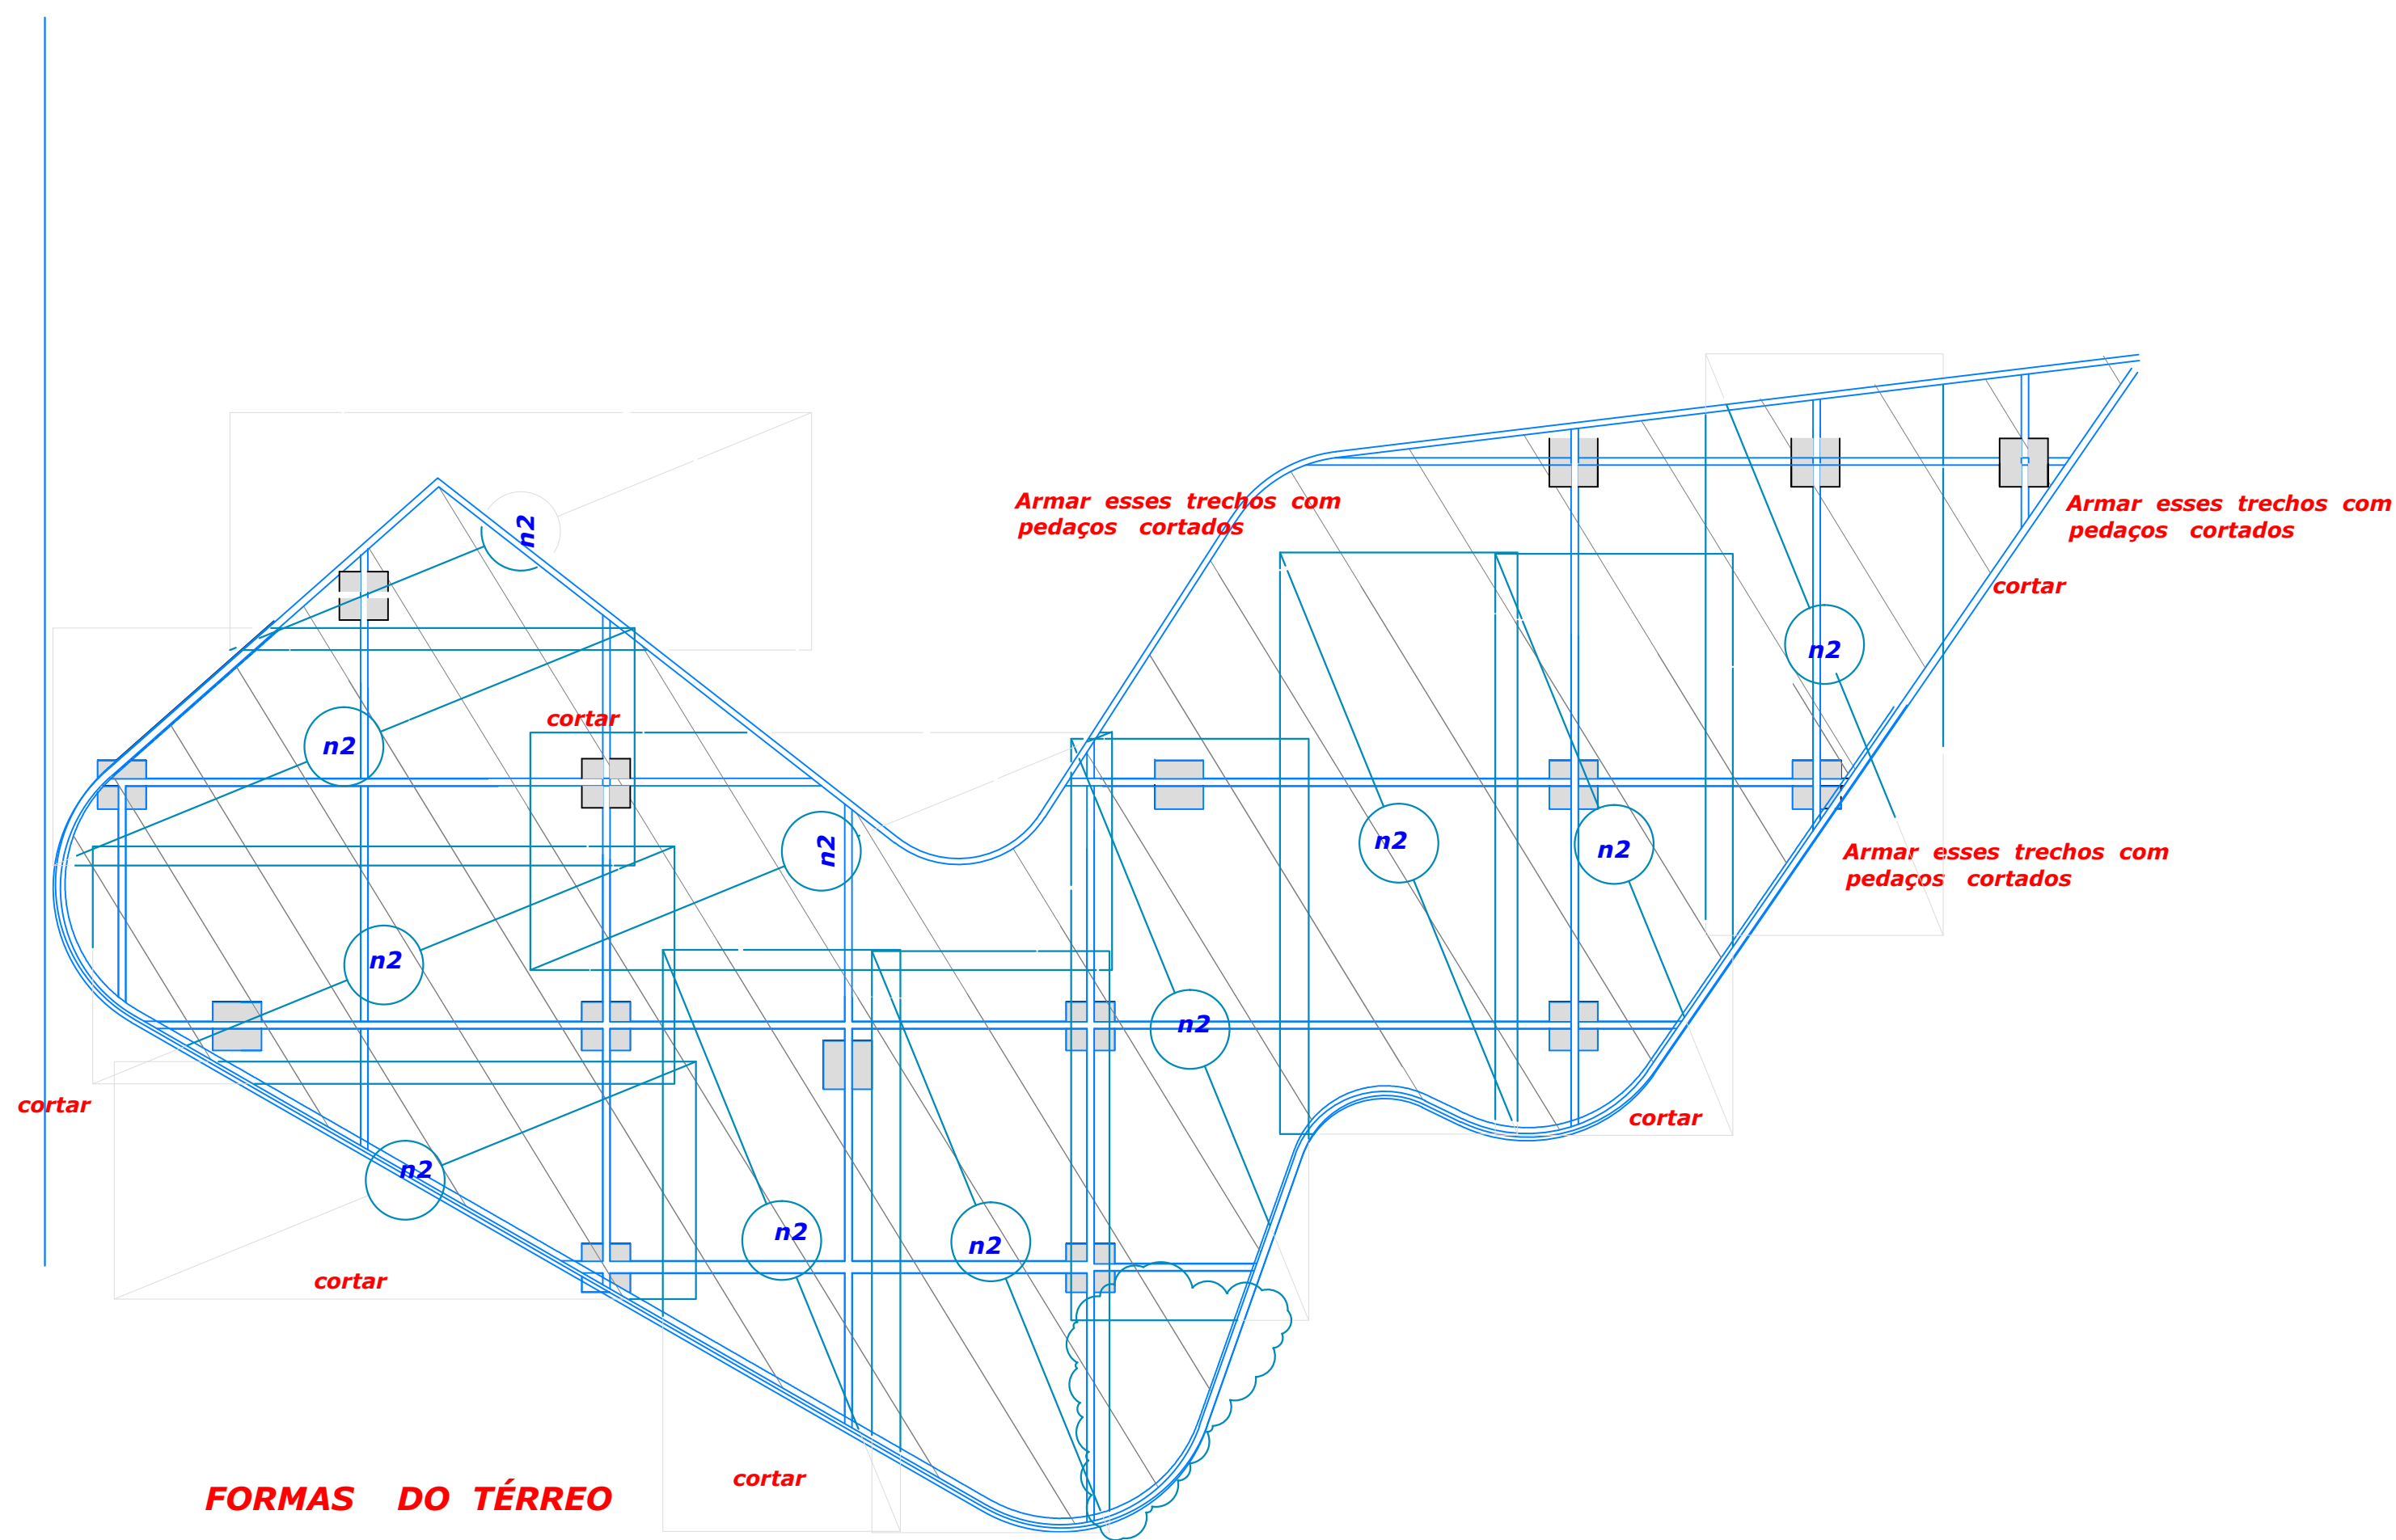 Armar esses trechos com
pedaços cortados
Armar esses trechos com
pedaços cortados
n2
cortar
n2
cortar
n2
n2
n2
n2
Armar esses trechos com
pedaços cortados
n2
n2
n2
cortar
cortar
n2
n2
n2
cortar
cortar
FORMAS DO TÉRREO